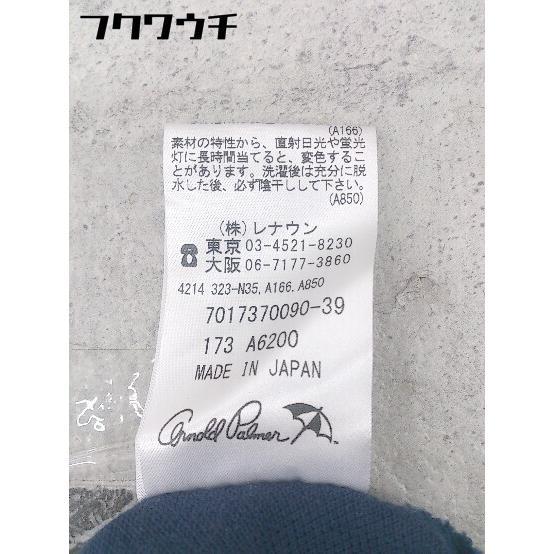 フクワウチ
(A166)
素材の特性から、直射日光や蛍光
灯に長時間当てると、変色するこ
とがあります。洗濯後は充分に脱
水した後、必ず陰干しして下さい。
(A850)
(株)レナウン
☎東京 03-4521-8230
大阪 06-7177-3860
4214 323-N35, A166, A850
7017370090-39
173 A6200
MADE IN JAPAN
Arnold Palmer